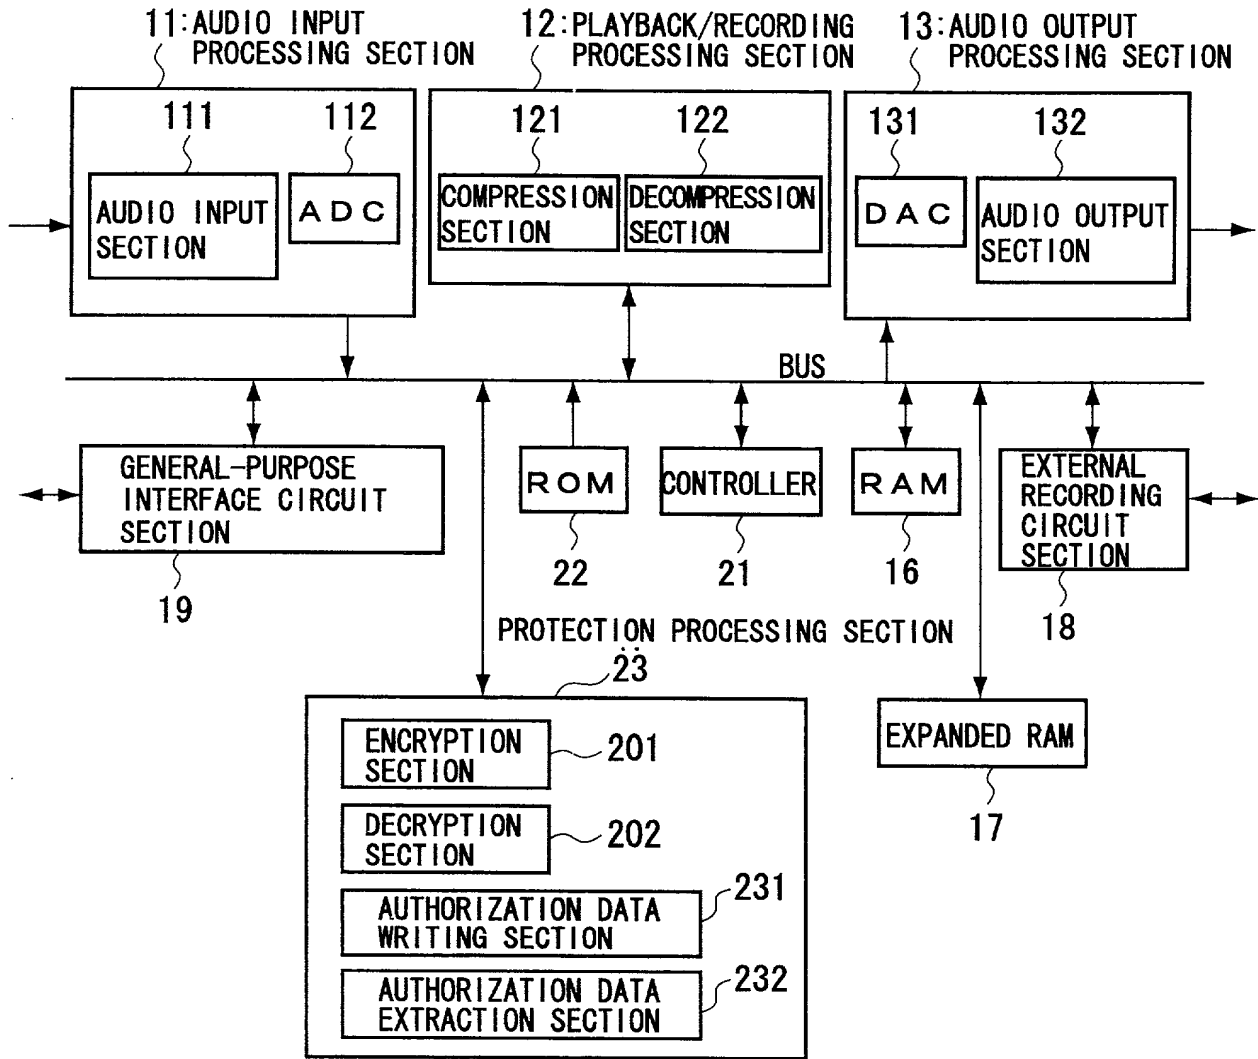 11:AUDIO INPUT
PROCESSING SECTION
12:PLAYBACK/RECORDING
PROCESSING SECTION
13:AUDIO OUTPUT
PROCESSING SECTION
111
112
121
122
131
132
AUDIO INPUT
SECTION
ADC
COMPRESSION
SECTION
DECOMPRESSION
SECTION
DAC
AUDIO OUTPUT
SECTION
BUS
GENERAL-PURPOSE
INTERFACE CIRCUIT
SECTION
ROM
CONTROLLER
RAM
EXTERNAL
RECORDING
CIRCUIT
SECTION
19
22
21
16
18
PROTECTION PROCESSING SECTION
:
23
ENCRYPTION
SECTION
201
EXPANDED RAM
17
DECRYPTION
SECTION
202
AUTHORIZATION DATA
WRITING SECTION
231
AUTHORIZATION DATA
EXTRACTION SECTION
232